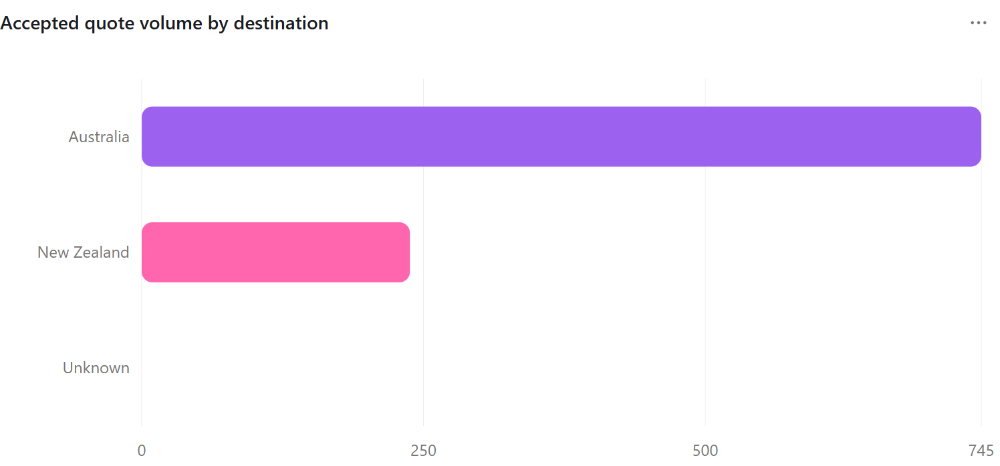 Accepted quote volume by destination
Australia
New Zealand
Unknown
0 250 500 745